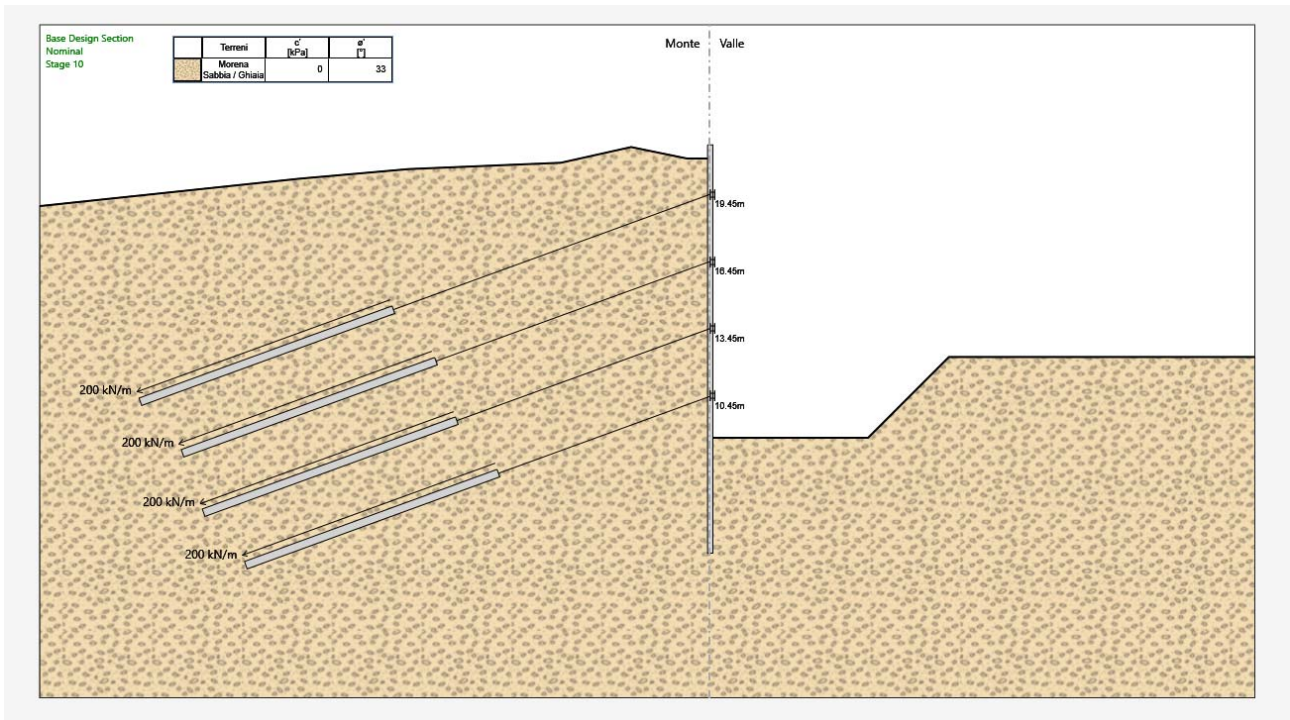 Base Design Section
Nominal
Stage 10
Terreni c' ø'
[kPa] [°]
Morena
Sabbia / Ghiaia 0 33
Monte Valle
19.45m
16.45m
13.45m
10.45m
200 kN/m
200 kN/m
200 kN/m
200 kN/m